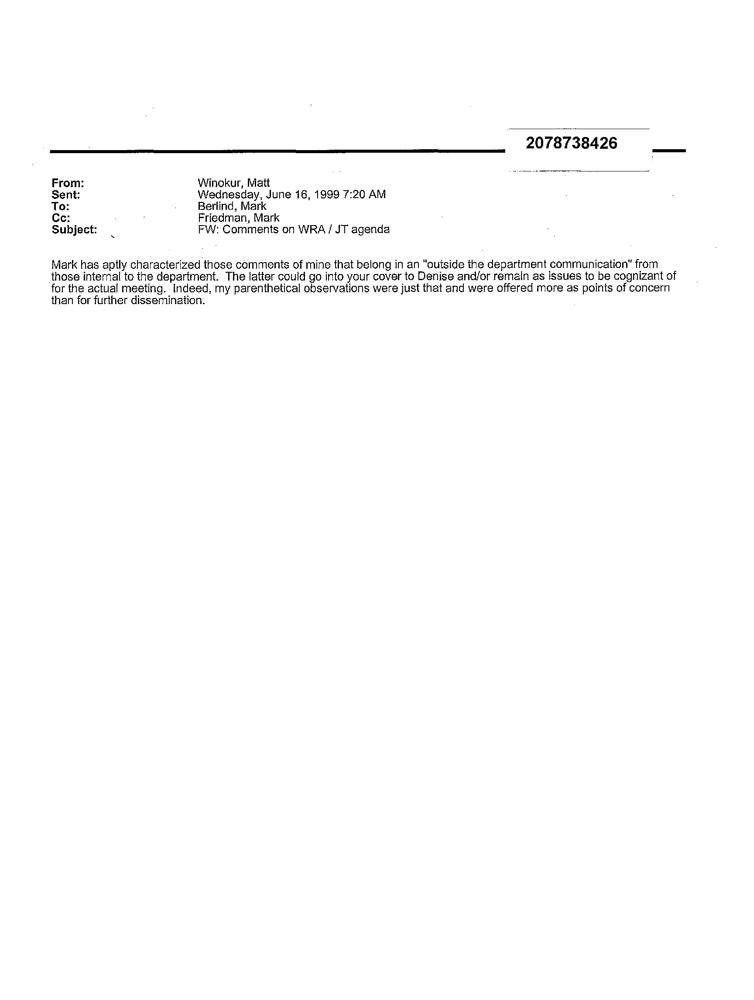 2078738426
From: Winokur, Matt
Sent: Wednesday, June 16, 1999 7:20 AM
To: Berlind, Mark
Cc: Friedman, Mark
Subject: FW: Comments on WRA / JT agenda
Mark has aptly characterized those comments of mine that belong in an "outside the department communication" from
those internal to the department. The latter could go into your cover to Denise and/or remain as issues to be cognizant of
for the actual meeting. Indeed, my parenthetical observations were just that and were offered more as points of concern
than for further dissemination.